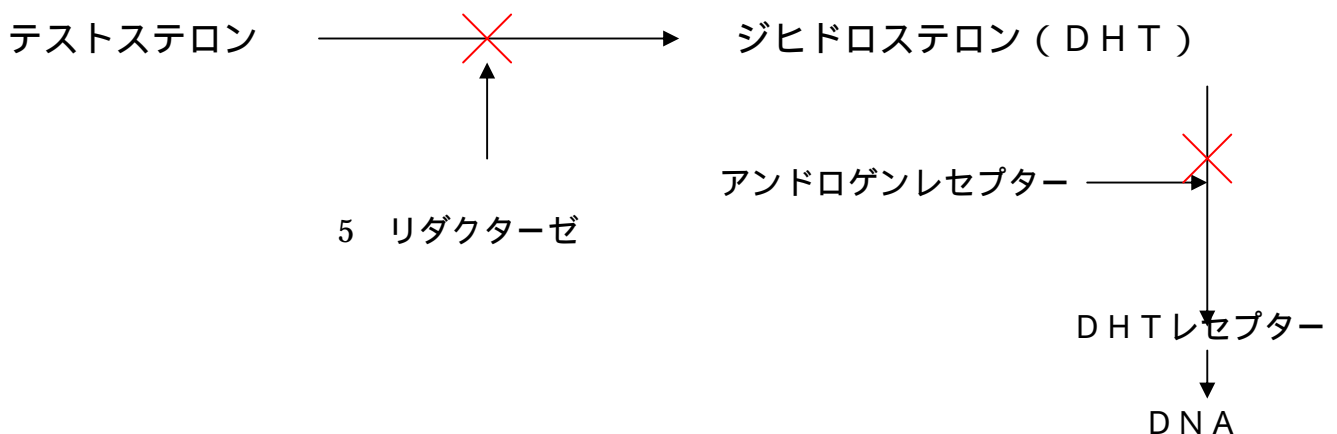 テストステロン
ジヒドロステロン（ＤＨＴ）
アンドロゲンレセプター
5　リダクターゼ
ＤＨＴレセプター
ＤＮＡ